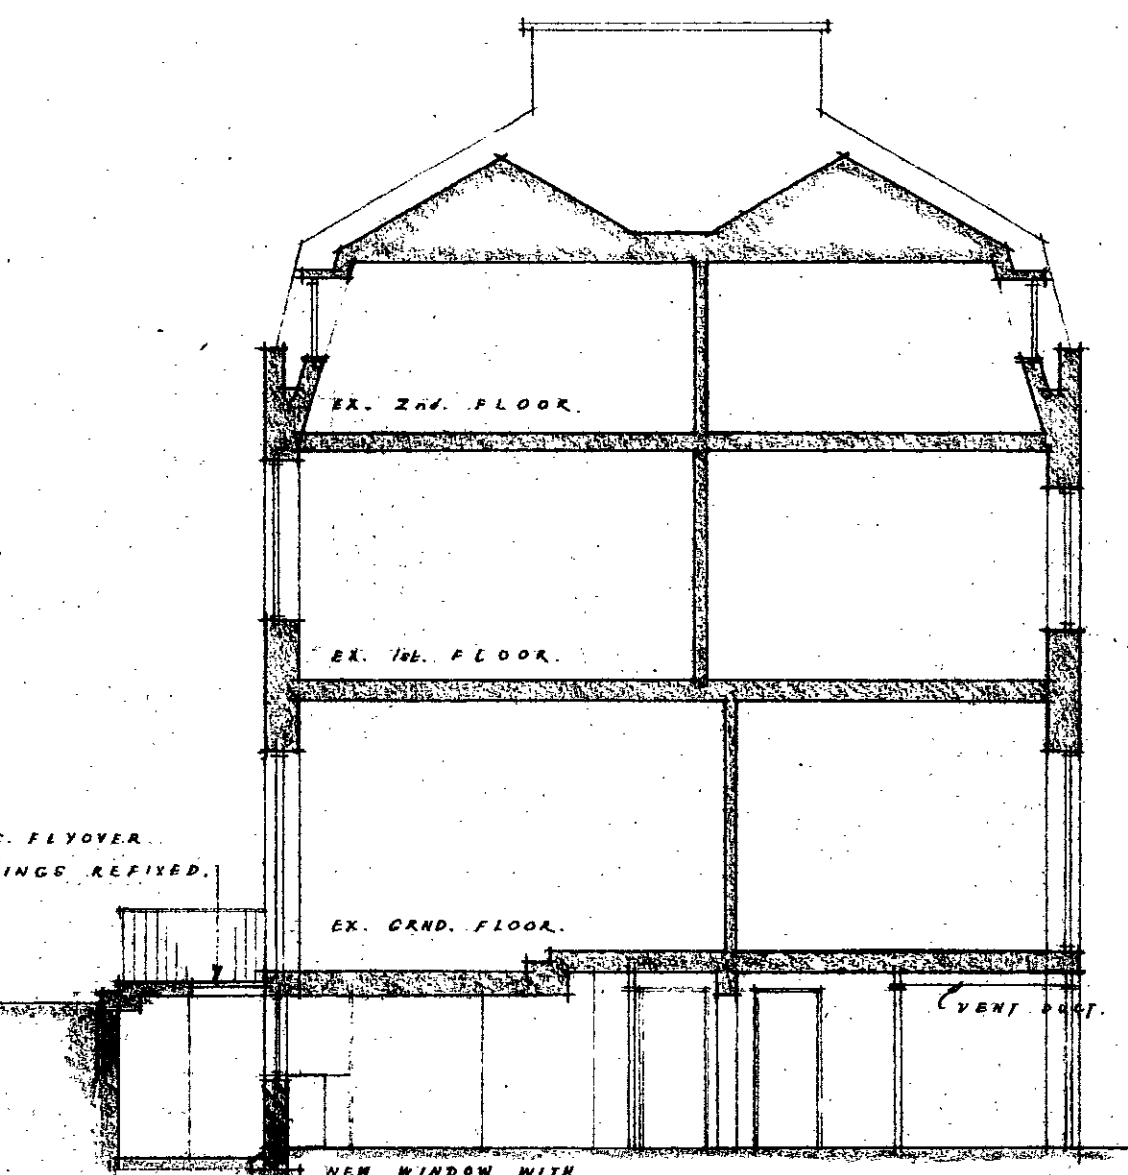 EX. 2nd. FLOOR.
EX. 1st. FLOOR.
FLYOVER
INGS REFIXED.
EX. GRND. FLOOR.
VENT DUCT.
NEW WINDOW WITH